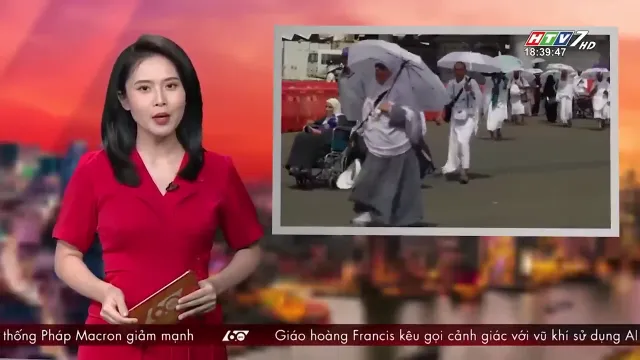 HTV7 HD
18:39:47
thống Pháp Macron giảm mạnh 60 Giáo hoàng Francis kêu gọi cảnh giác với vũ khí sử dụng AI